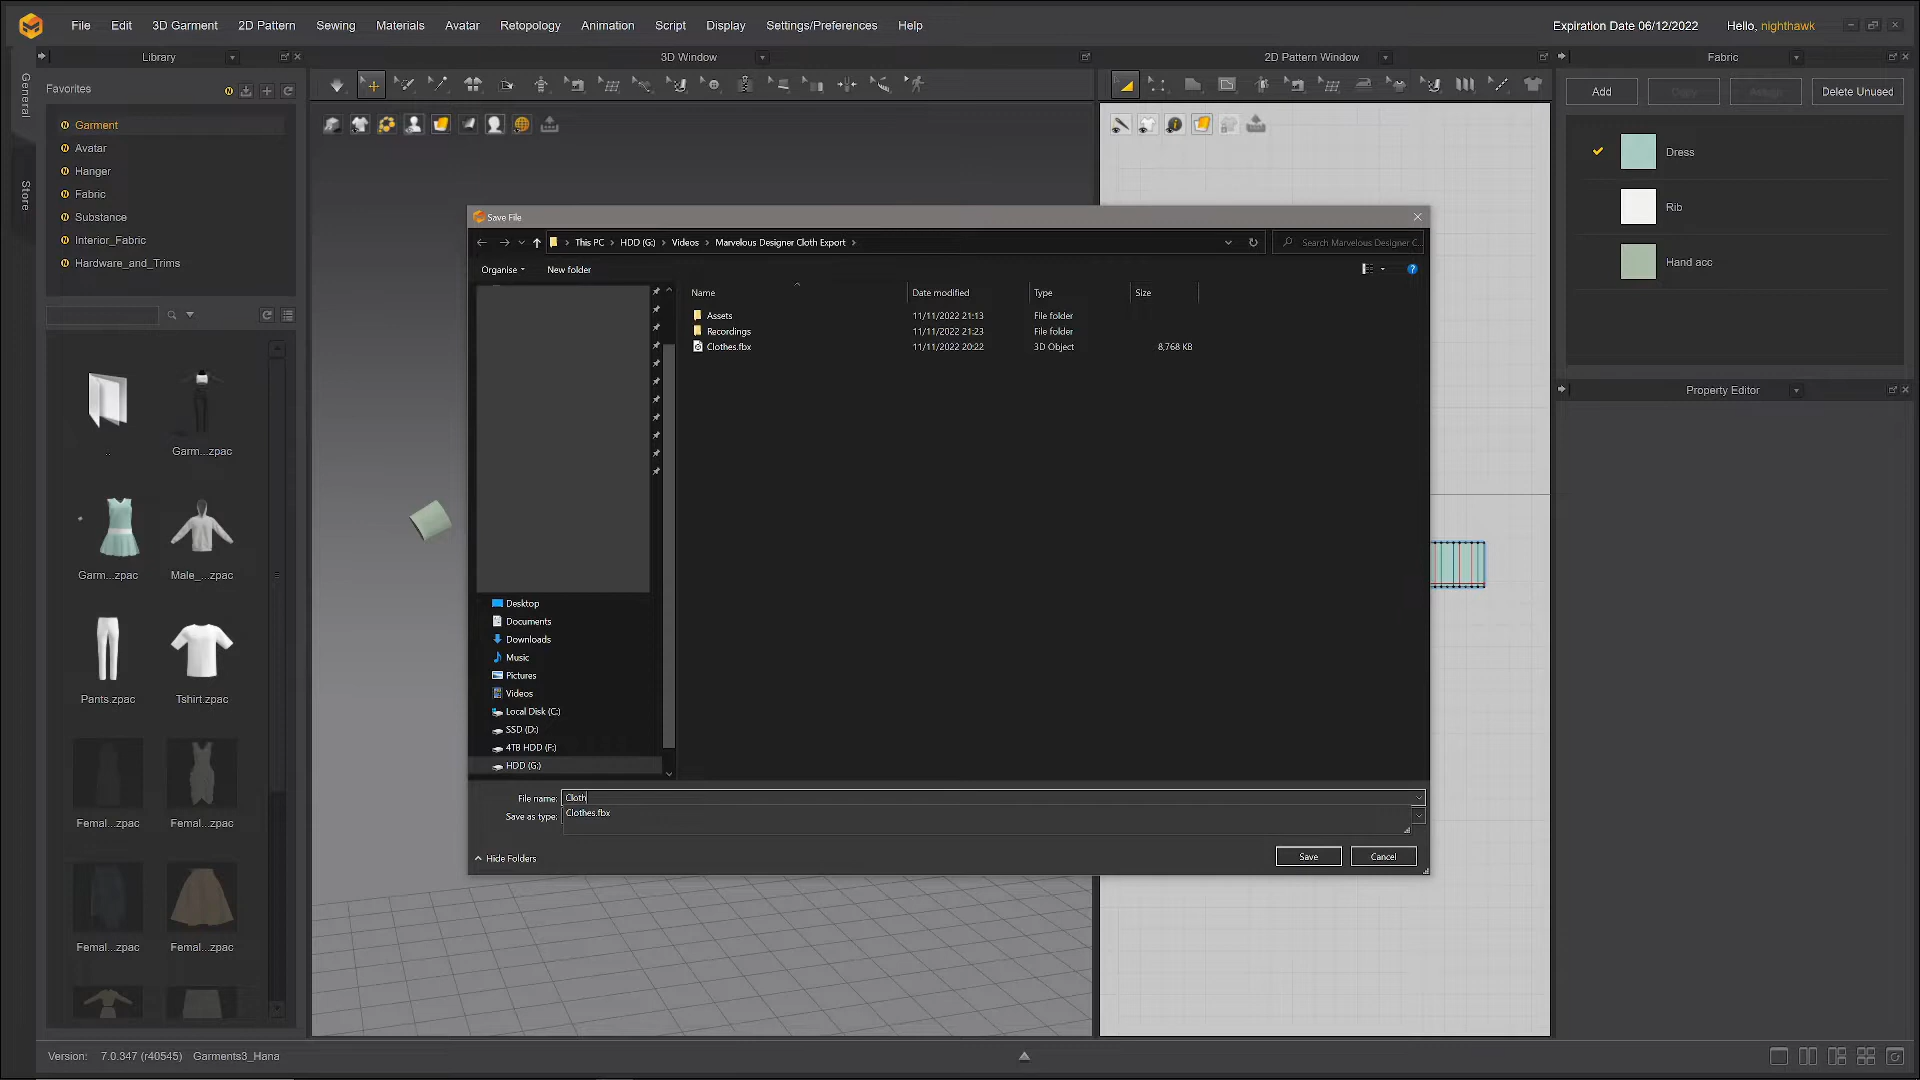 File Edit 3D Garment 2D Pattern Sewing Materials Avatar Retopology Animation Script Display Settings/Preferences Help Expiration Date 06/12/2022 Hello, nighthawk
Library 3D Window 2D Pattern Window Fabric
General
Store
Favorites
Garment
Avatar
Hanger
Fabric
Substance
Interior_Fabric
Hardware_and_Trims
..
Garm...zpac
Garm...zpac
Male_...zpac
Pants.zpac
Tshirt.zpac
Femal...zpac
Femal...zpac
Femal...zpac
Femal...zpac
Add Copy Assign Delete Unused
Dress
Rib
Hand acc
Property Editor
Save File
This PC HDD (G:) Videos Marvelous Designer Cloth Export
Search Marvelous Designer C...
Organise New folder
Name Date modified Type Size
Assets 11/11/2022 21:13 File folder
Recordings 11/11/2022 21:23 File folder
Clothes.fbx 11/11/2022 20:22 3D Object 8,768 KB
Desktop
Documents
Downloads
Music
Pictures
Videos
Local Disk (C:)
SSD (D:)
4TB HDD (F:)
HDD (G:)
File name: Cloth
Save as type: Clothes.fbx
Hide Folders Save Cancel
Version: 7.0.347 (r40545) Garments3_Hana